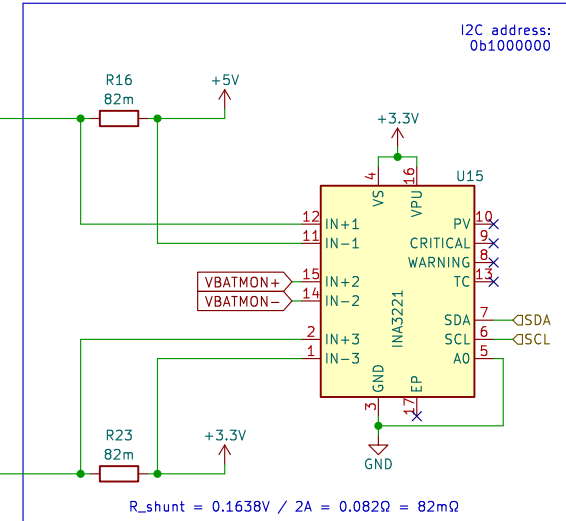 I2C address:
0b1000000
R16
82m
+5V
+3.3V
U15
4
16
VS
VPU
12
IN+1
PV
10
11
IN-1
CRITICAL
9
WARNING
8
VBATMON+
15
IN+2
TC
13
VBATMON-
14
IN-2
INA3221
SDA
7
SDA
2
IN+3
SCL
6
SCL
1
IN-3
A0
5
GND
EP
3
17
R23
82m
+3.3V
GND
R_shunt = 0.1638V / 2A = 0.082Ω = 82mΩ